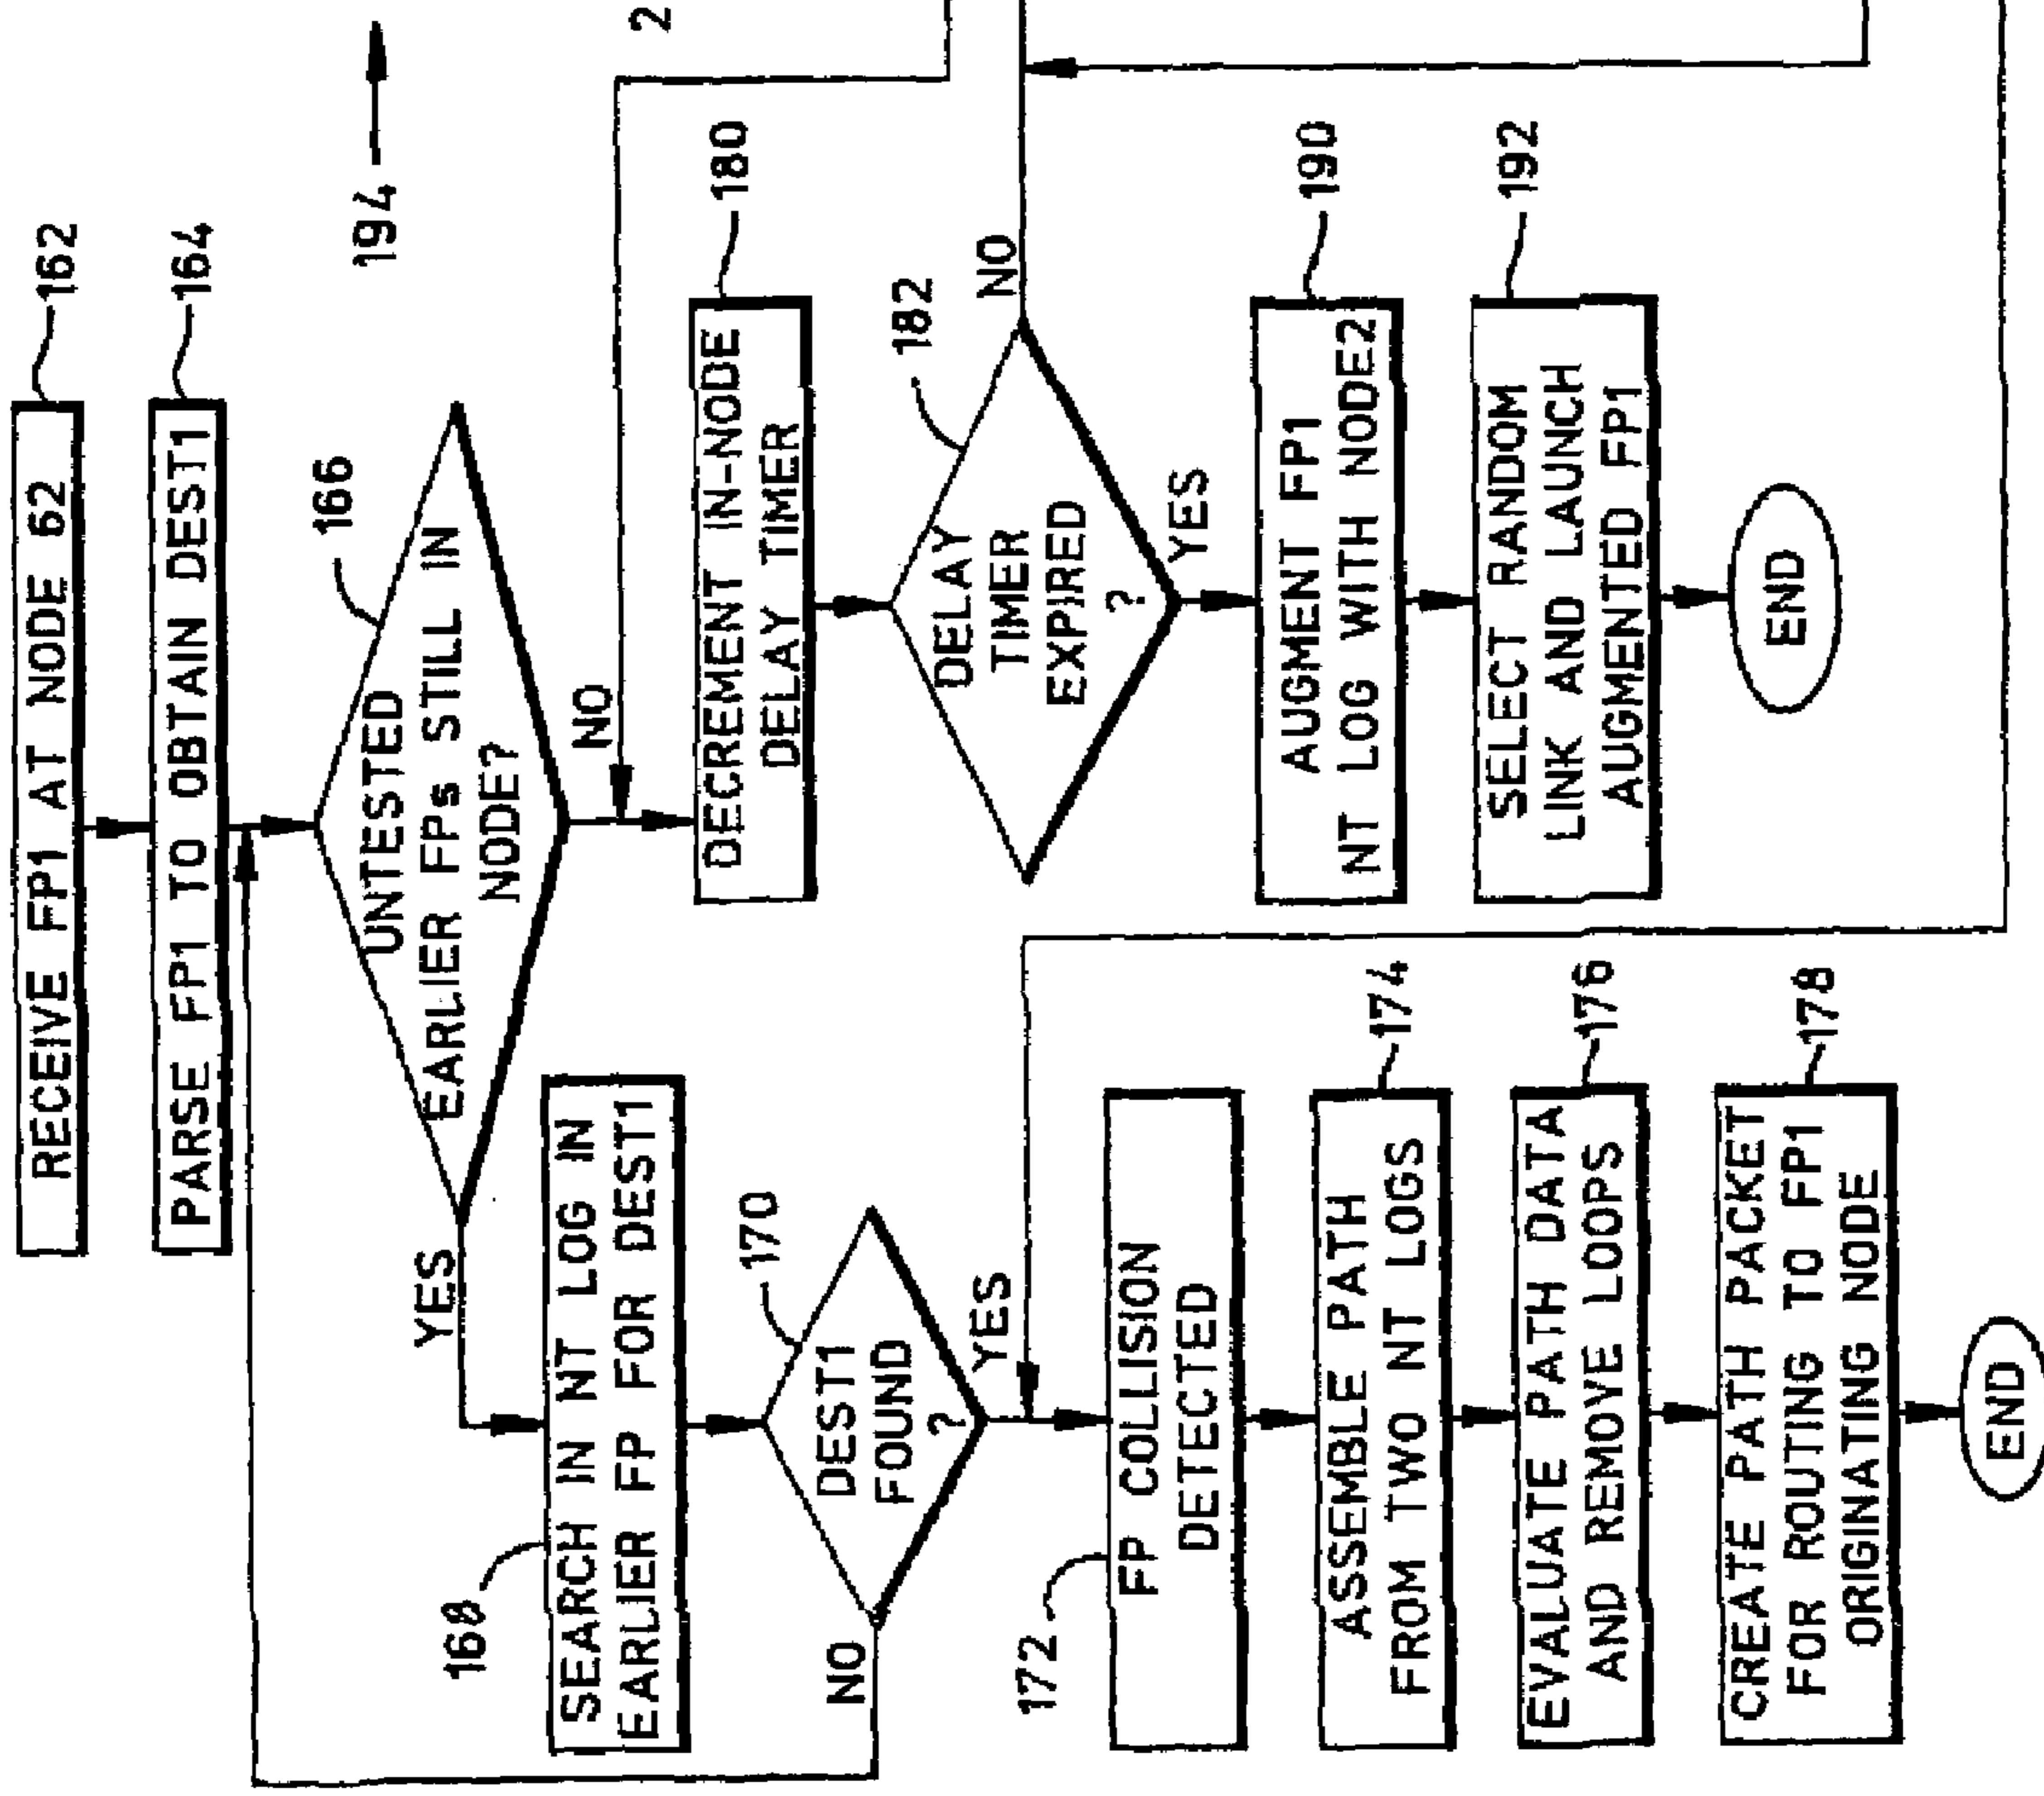 RECEIVE FP1 AT NODE 62
162
PARSE FP1 TO OBTAIN DEST1
164
194
166
UNTESTED
EARLIER FPs STILL IN
NODE?
YES
NO
2
168
SEARCH IN NT LOG IN
EARLIER FP FOR DEST1
170
DEST1
FOUND
?
NO
YES
172
FP COLLISION
DETECTED
ASSEMBLE PATH
FROM TWO NT LOGS
174
EVALUATE PATH DATA
AND REMOVE LOOPS
176
CREATE PATH PACKET
FOR ROUTING TO FP1
ORIGINATING NODE
178
END
DECREMENT IN-NODE
DELAY TIMER
180
182
DELAY
TIMER
EXPIRED
?
NO
YES
AUGMENT FP1
NT LOG WITH NODE2
190
SELECT RANDOM
LINK AND LAUNCH
AUGMENTED FP1
192
END